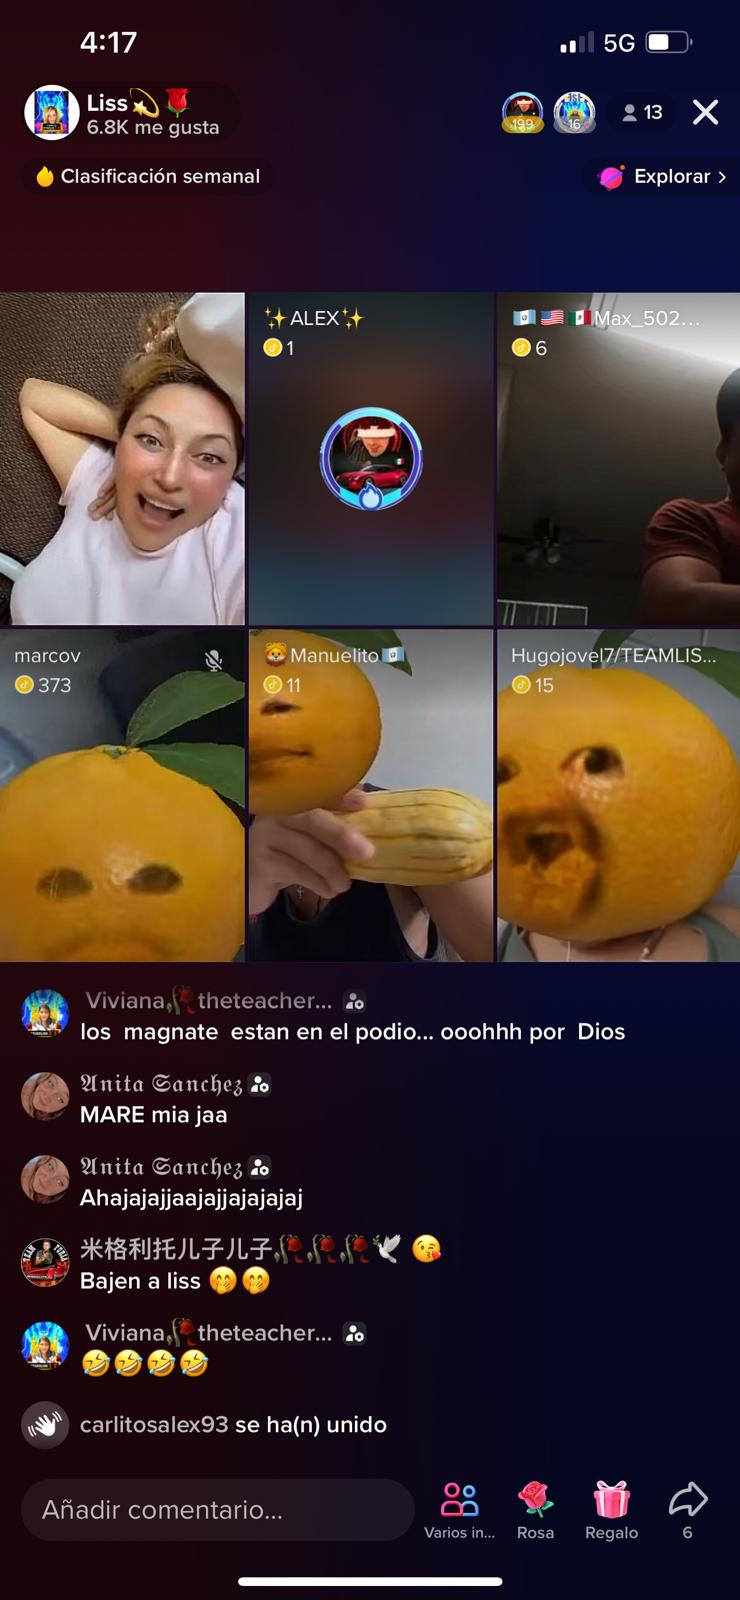 4:17
5G
Liss💫🌹
6.8K me gusta
199
16
13
Clasificación semanal
Explorar >
✨ALEX✨
1
🇬🇹🇺🇸🇲🇽Max_502...
6
marcov
373
🦁Manuelito🇬🇹
11
Hugojovel7/TEAMLIS...
15
Viviana🥀theteacher...
los magnate estan en el podio... ooohhh por Dios
𝔄𝔫𝔦𝔱𝔞 𝔖𝔞𝔫𝔠𝔥𝔢𝔷
MARE mia jaa
𝔄𝔫𝔦𝔱𝔞 𝔖𝔞𝔫𝔠𝔥𝔢𝔷
Ahajajajjaajajjajajajaj
米格利托儿子儿子🥀🥀🥀🕊 😘
Bajen a liss 🤭🤭
Viviana🥀theteacher...
🤣🤣🤣🤣
carlitosalex93 se ha(n) unido
Añadir comentario...
Varios in...
Rosa
Regalo
6